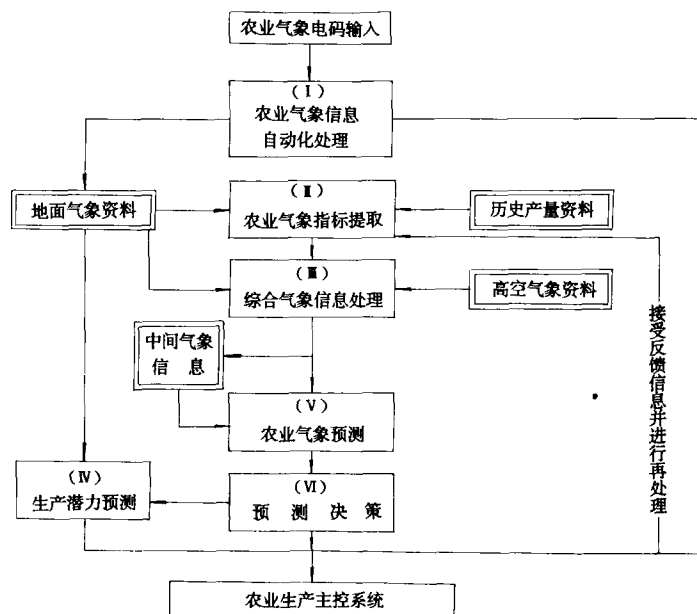 农业气象电码输入
(Ⅰ)
农业气象信息
自动化处理
地面气象资料
(Ⅱ)
农业气象指标提取
历史产量资料
(Ⅲ)
综合气象信息处理
高空气象资料
中间气象
信 息
(Ⅴ)
农业气象预测
(Ⅳ)
生产潜力预测
(Ⅵ)
预 测 决 策
接受反馈信息并进行再处理
农业生产主控系统